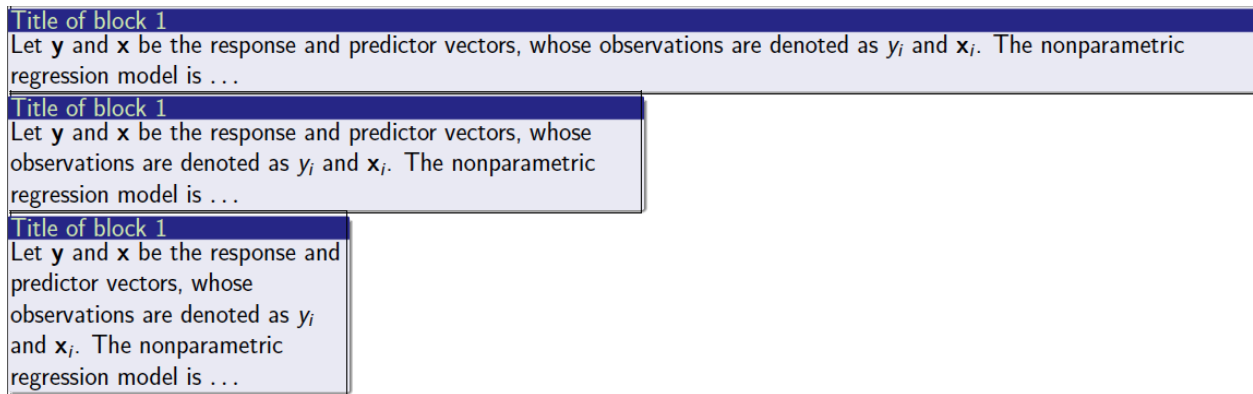 Title of block 1
Let y and x be the response and predictor vectors, whose observations are denoted as yᵢ and xᵢ. The nonparametric
regression model is . . .
Title of block 1
Let y and x be the response and predictor vectors, whose
observations are denoted as yᵢ and xᵢ. The nonparametric
regression model is . . .
Title of block 1
Let y and x be the response and
predictor vectors, whose
observations are denoted as yᵢ
and xᵢ. The nonparametric
regression model is . . .